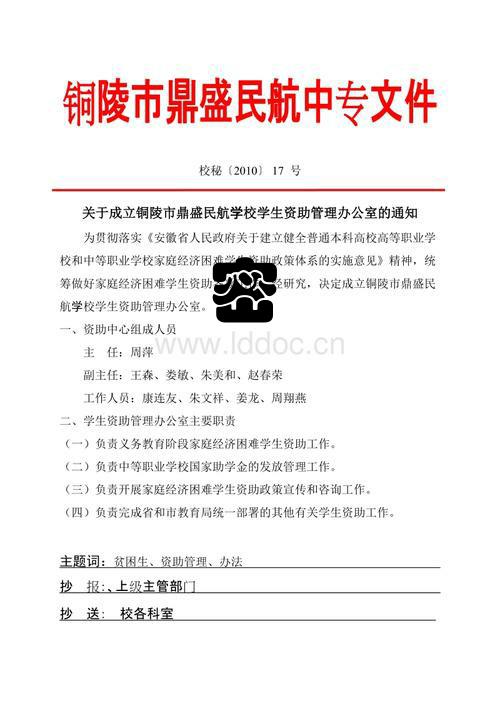 铜陵市鼎盛民航中专文件
校秘〔2010〕 17 号
关于成立铜陵市鼎盛民航学校学生资助管理办公室的通知
为贯彻落实《安徽省人民政府关于建立健全普通本科高校高等职业学
校和中等职业学校家庭经济困难学生资助政策体系的实施意见》精神，统
筹做好家庭经济困难学生资助 经研究，决定成立铜陵市鼎盛民
航学校学生资助管理办公室。
www.lddoc.cn
一、资助中心组成人员
主 任：周萍
副主任：王森、娄敏、朱美和、赵春荣
工作人员：康连友、朱文祥、姜龙、周翔燕
二、学生资助管理办公室主要职责
（一）负责义务教育阶段家庭经济困难学生资助工作。
（二）负责中等职业学校国家助学金的发放管理工作。
（三）负责开展家庭经济困难学生资助政策宣传和咨询工作。
（四）负责完成省和市教育局统一部署的其他有关学生资助工作。
主题词：贫困生、资助管理、办法
抄 报：、上级主管部门
抄 送： 校各科室